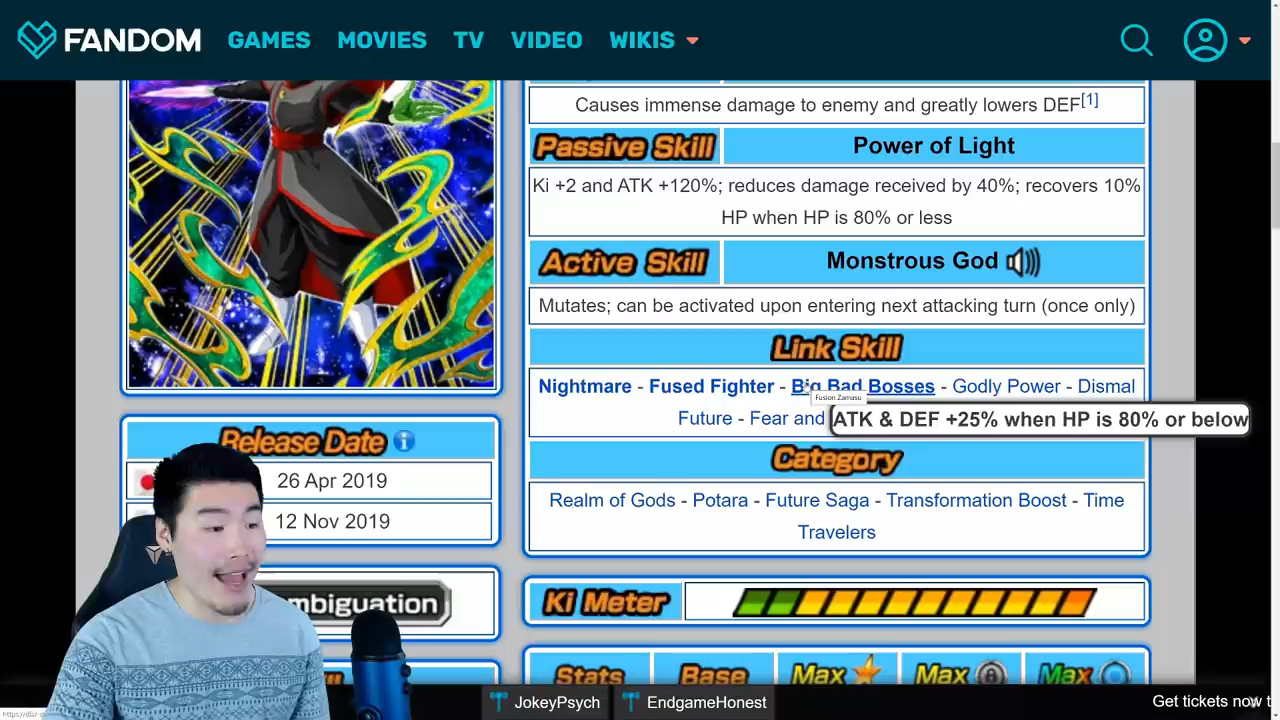 FANDOM GAMES MOVIES TV VIDEO WIKIS
Causes immense damage to enemy and greatly lowers DEF[1]
Passive Skill Power of Light
Ki +2 and ATK +120%; reduces damage received by 40%; recovers 10%
HP when HP is 80% or less
Active Skill Monstrous God
Mutates; can be activated upon entering next attacking turn (once only)
Link Skill
Nightmare - Fused Fighter - Big Bad Bosses - Godly Power - Dismal
Fusion Zamasu
Future - Fear and
ATK & DEF +25% when HP is 80% or below
Release Date
26 Apr 2019
12 Nov 2019
Category
Realm of Gods - Potara - Future Saga - Transformation Boost - Time
Travelers
mbiguation
Ki Meter
Stats Base Max Max Max
JokeyPsych EndgameHonest
Get tickets now